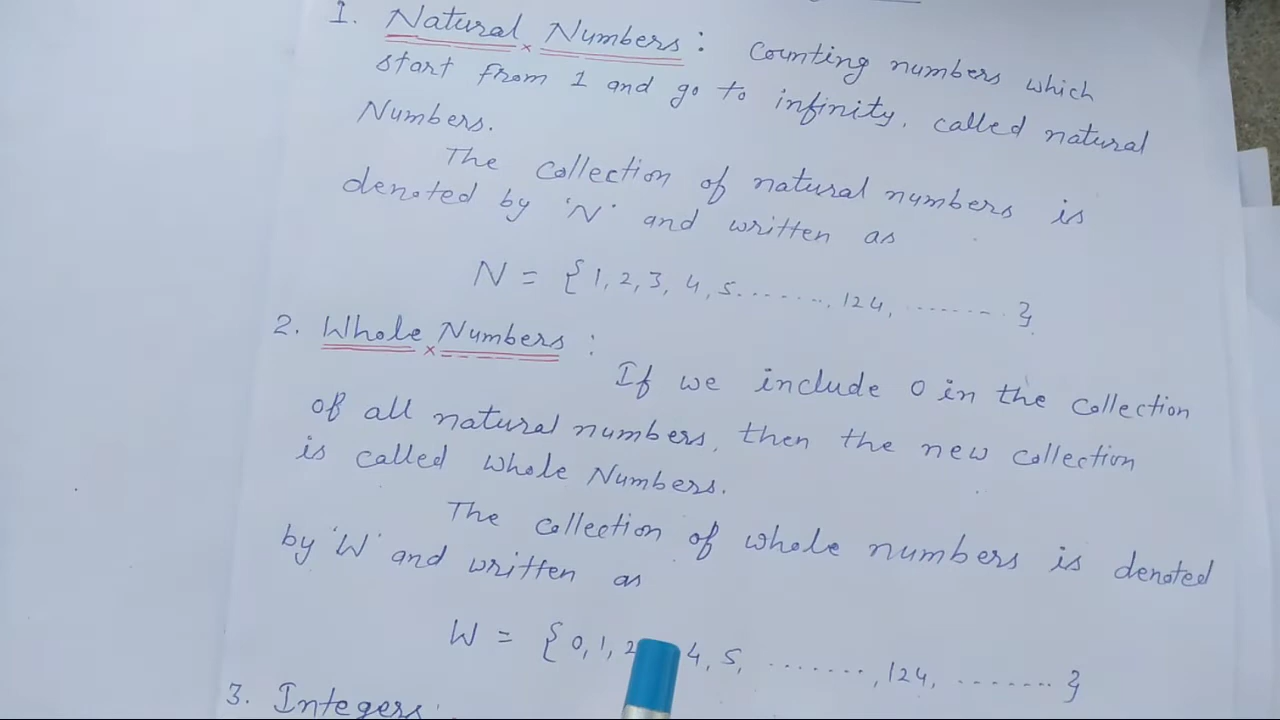 1. Natural Numbers : Counting numbers which
start from 1 and go to infinity, called natural
Numbers.
The collection of natural numbers is
denoted by 'N' and written as
N = {1, 2, 3, 4, 5........, 124, ........ }
2. Whole Numbers :
If we include 0 in the collection
of all natural numbers, then the new collection
is called whole Numbers.
The collection of whole numbers is denoted
by 'W' and written as
W = {0, 1, 2 4, 5, ........, 124, ........ }
3. Integers :